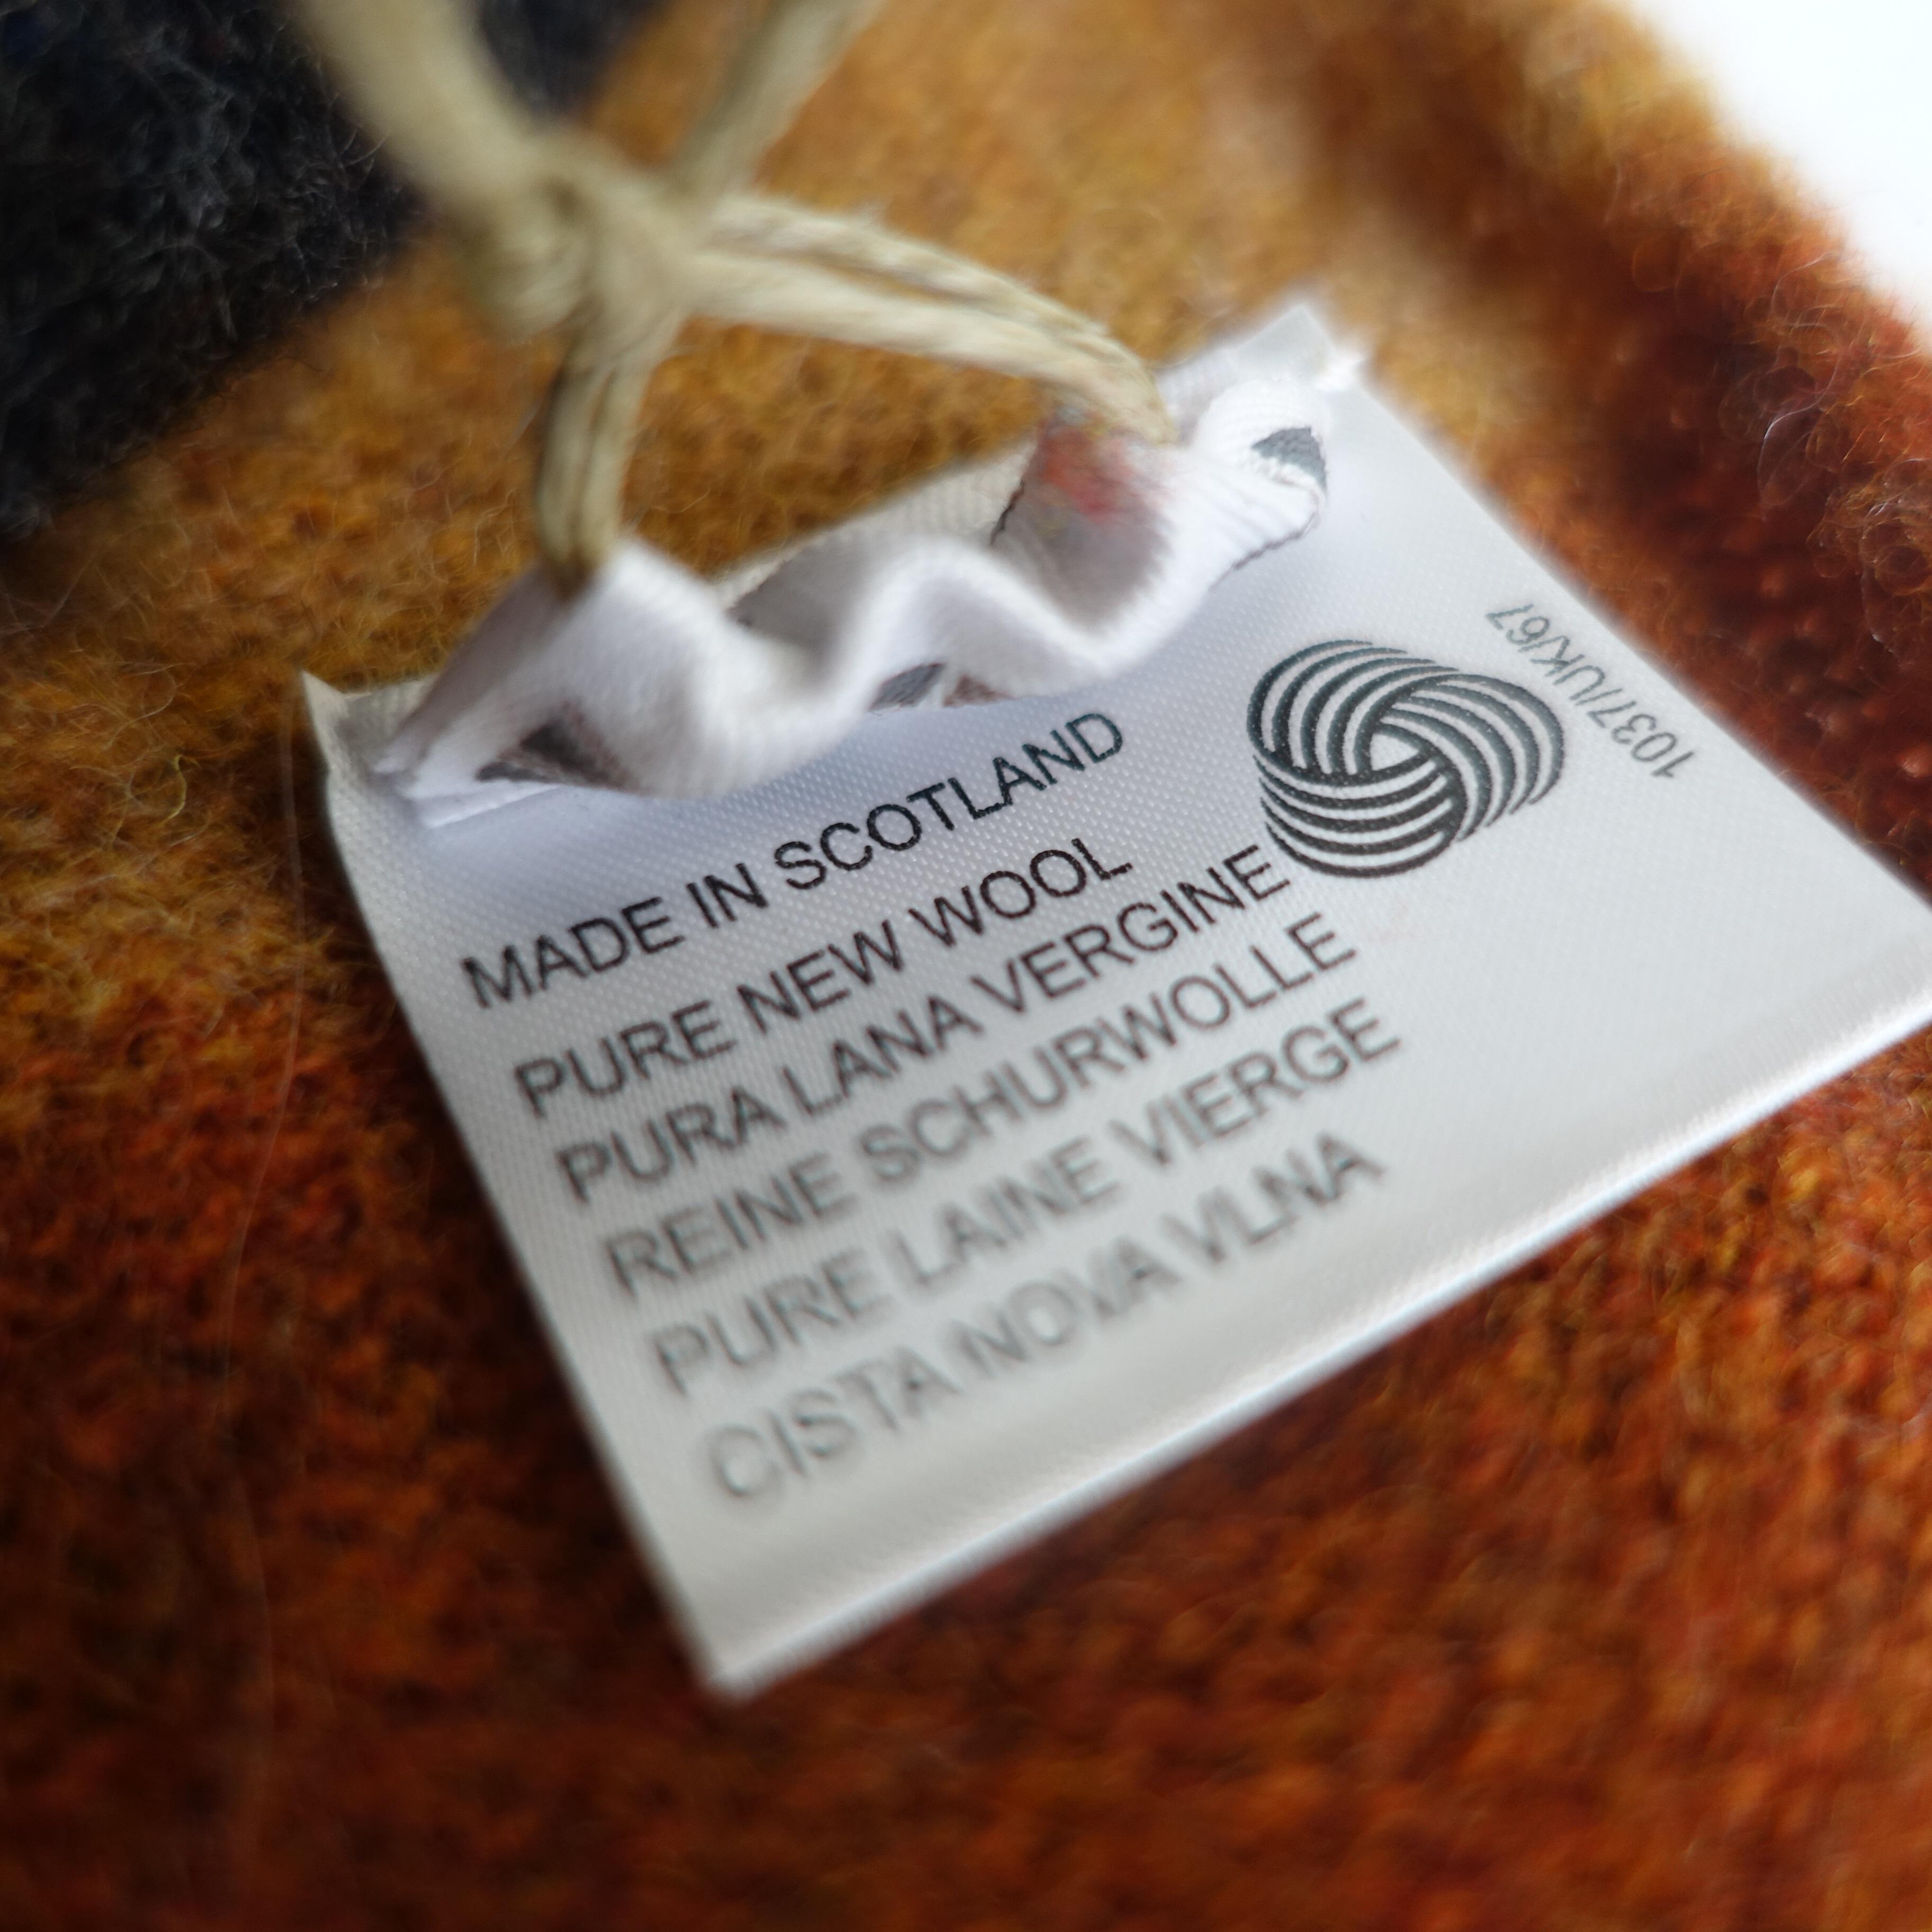 MADE IN SCOTLAND
PURE NEW WOOL
PURA LANA VERGINE
REINE SCHURWOLLE
PURE LAINE VIERGE
CISTA NOVA VLNA
1037/UK/67